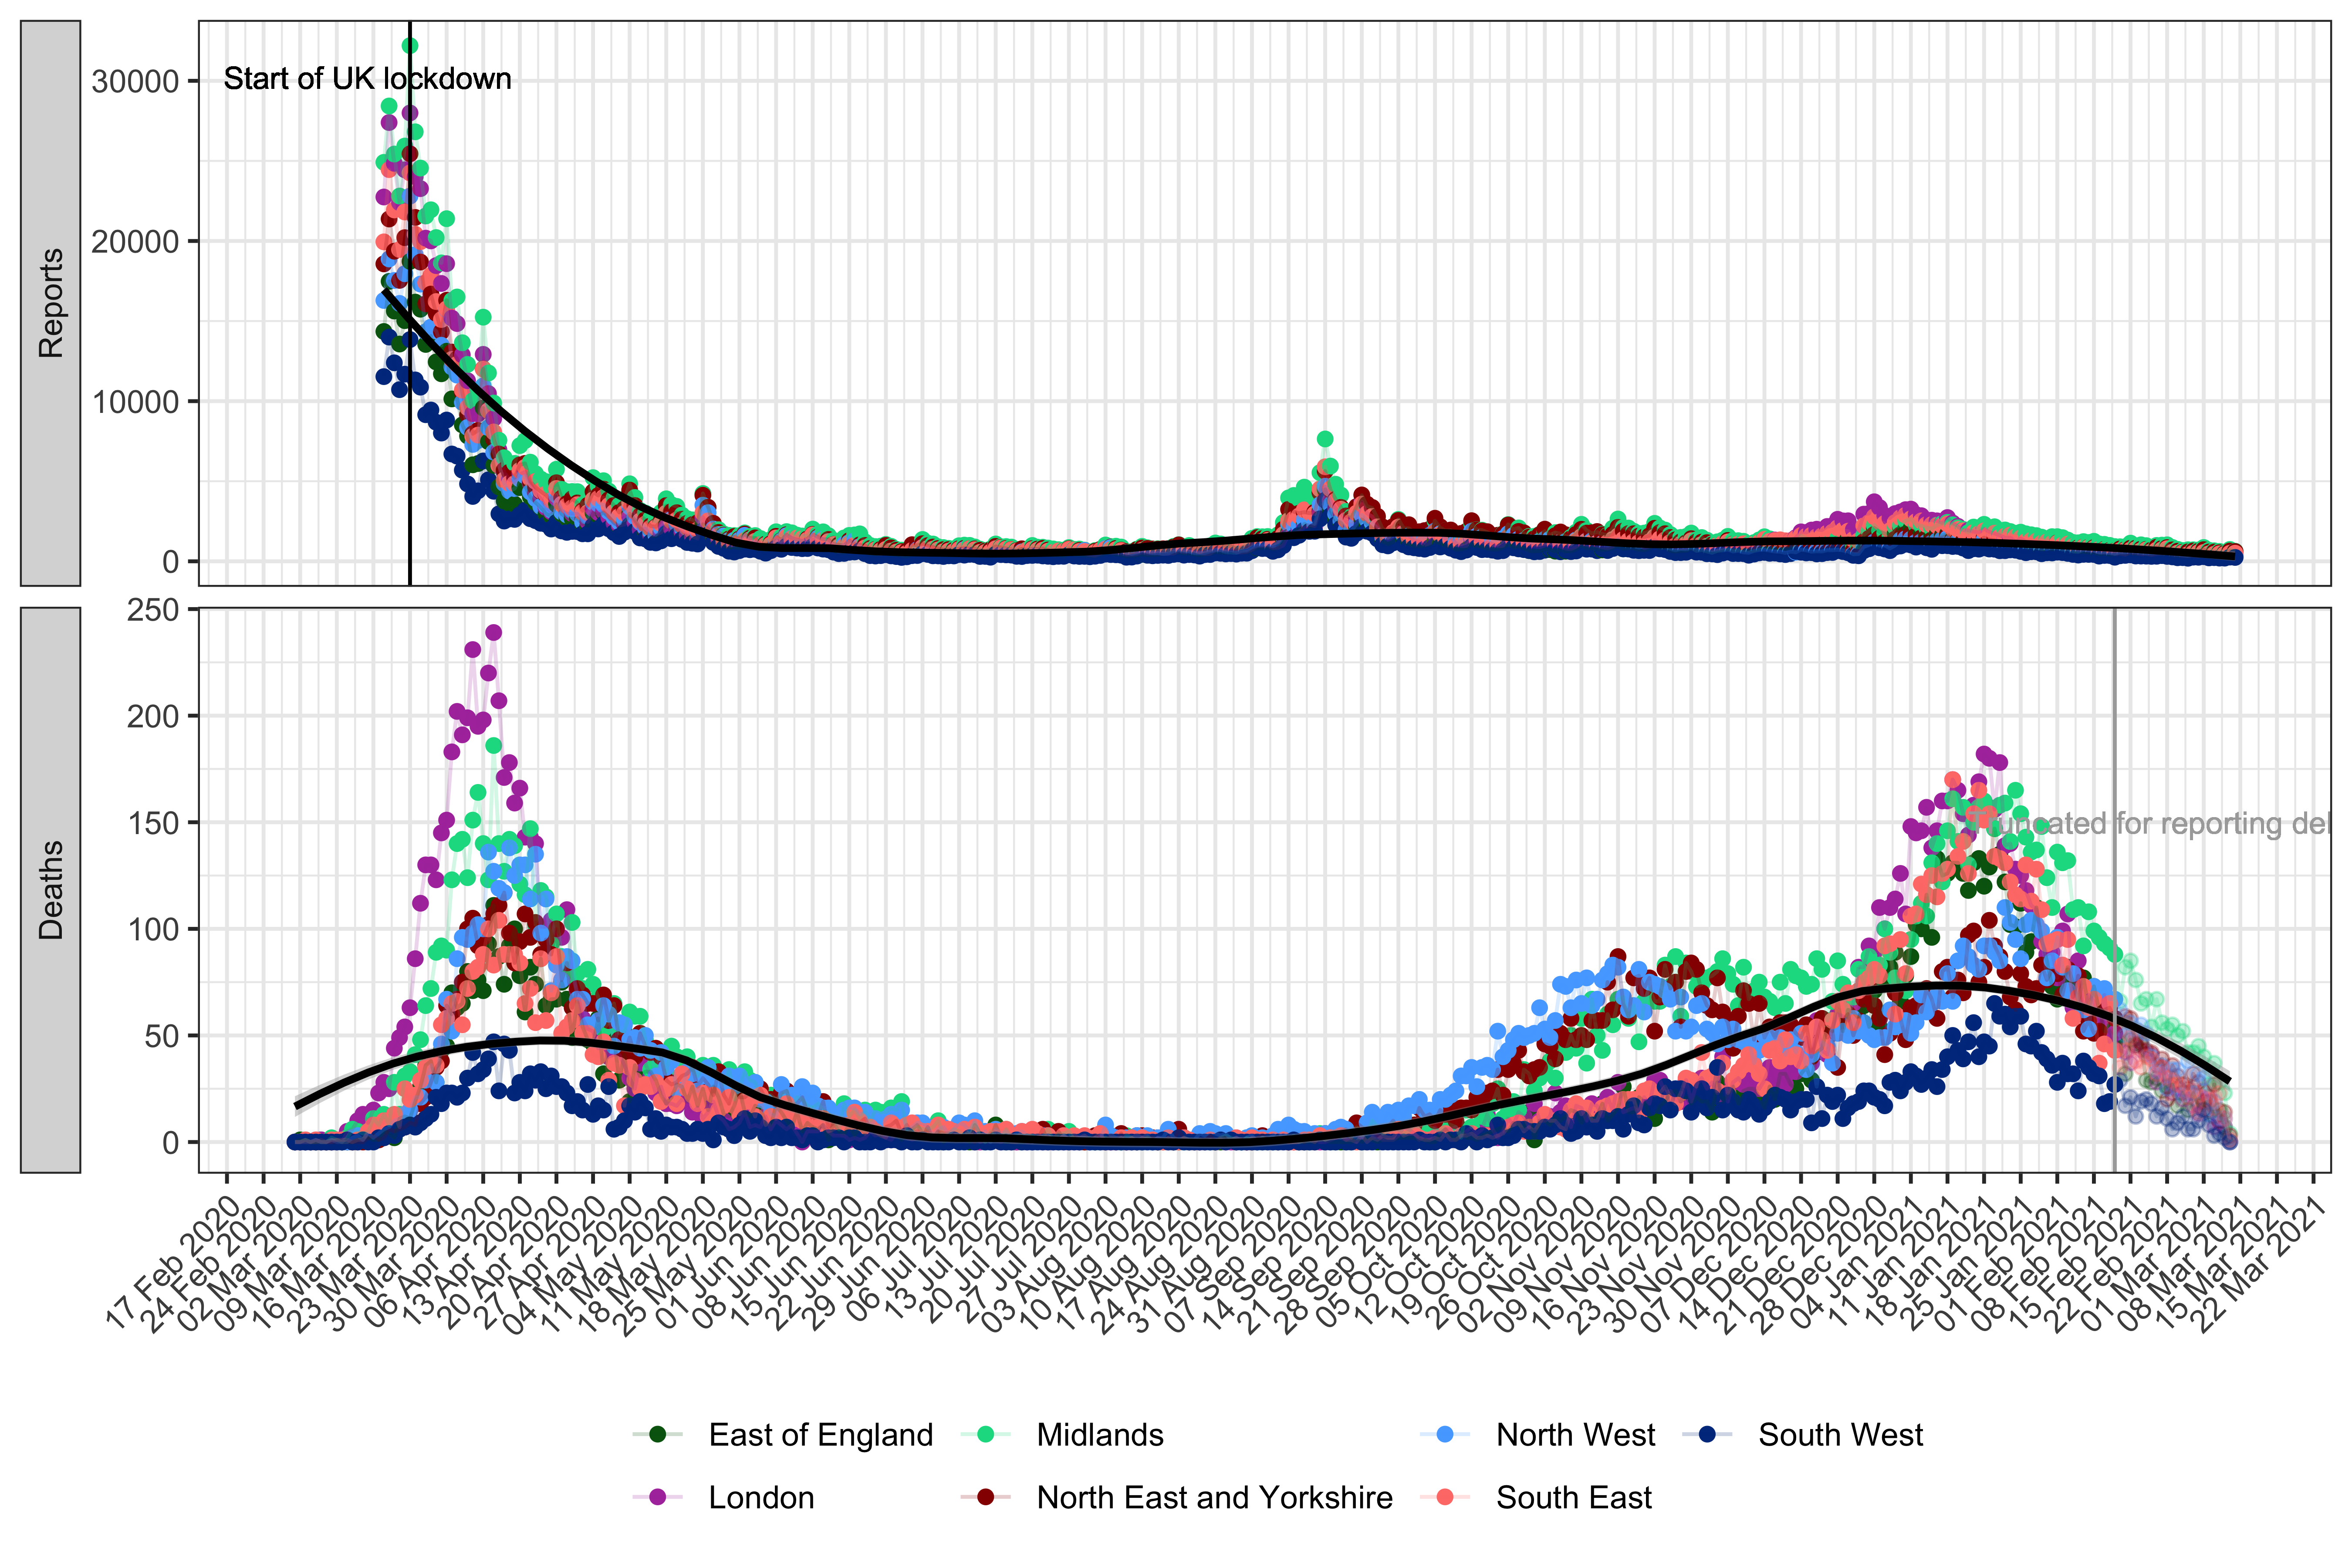 Reports
30000
20000
10000
0
Start of UK lockdown
Deaths
250
200
150
100
50
0
Truncated for reporting del
17 Feb 2020
24 Feb 2020
02 Mar 2020
09 Mar 2020
16 Mar 2020
23 Mar 2020
30 Mar 2020
06 Apr 2020
13 Apr 2020
20 Apr 2020
27 Apr 2020
04 May 2020
11 May 2020
18 May 2020
25 May 2020
01 Jun 2020
08 Jun 2020
15 Jun 2020
22 Jun 2020
29 Jun 2020
06 Jul 2020
13 Jul 2020
20 Jul 2020
27 Jul 2020
03 Aug 2020
10 Aug 2020
17 Aug 2020
24 Aug 2020
31 Aug 2020
07 Sep 2020
14 Sep 2020
21 Sep 2020
28 Sep 2020
05 Oct 2020
12 Oct 2020
19 Oct 2020
26 Oct 2020
02 Nov 2020
09 Nov 2020
16 Nov 2020
23 Nov 2020
30 Nov 2020
07 Dec 2020
14 Dec 2020
21 Dec 2020
28 Dec 2020
04 Jan 2021
11 Jan 2021
18 Jan 2021
25 Jan 2021
01 Feb 2021
08 Feb 2021
15 Feb 2021
22 Feb 2021
01 Mar 2021
08 Mar 2021
15 Mar 2021
22 Mar 2021
East of England
Midlands
North West
South West
London
North East and Yorkshire
South East